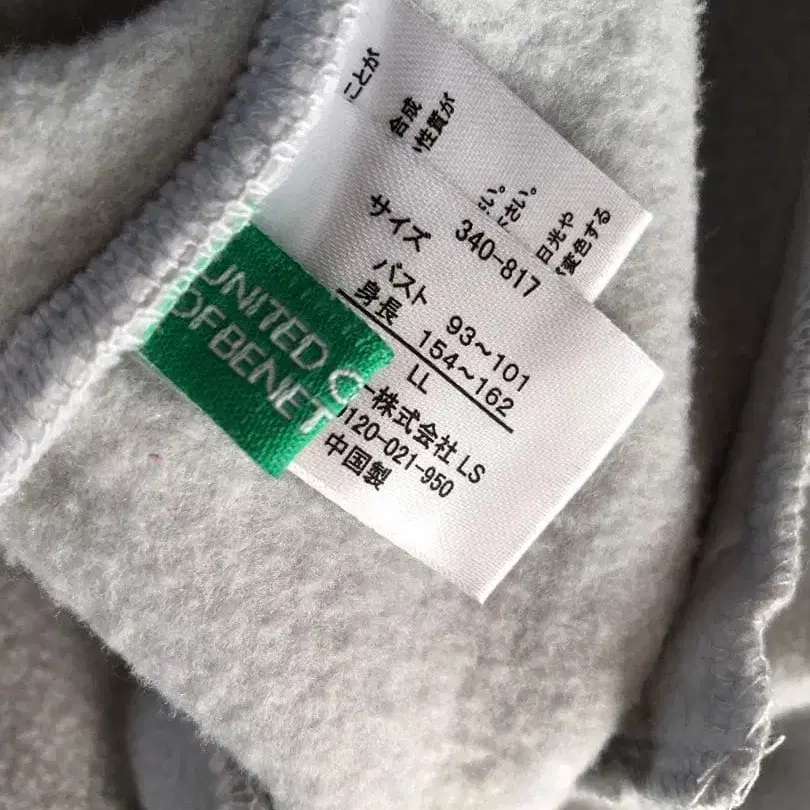 ことが
合成
性質が
い。
さい。
日光や
変色する
340-817
サイズ
バスト 93~101
身長 154~162
LL
ー株式会社 LS
0120-021-950
中国製
UNITED C
OF BENET